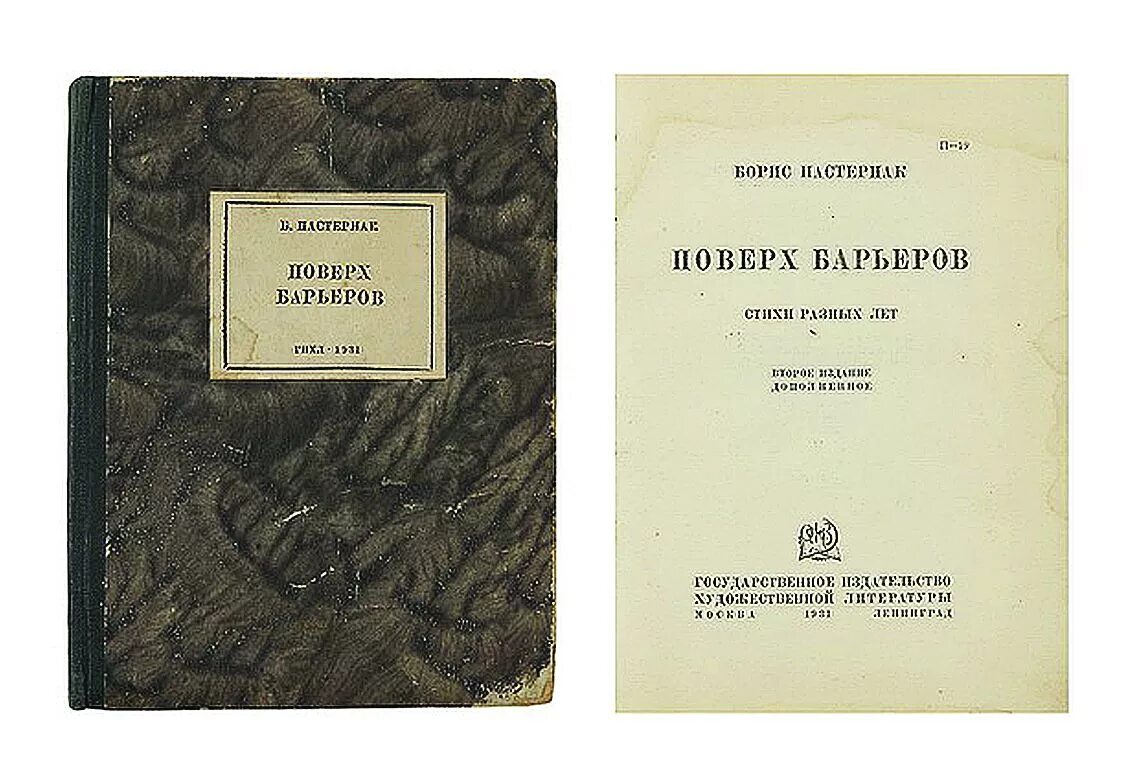 Б. ПАСТЕРНАК
ПОВЕРХ
БАРЬЕРОВ
ГИХЛ · 1931
П—19
БОРИС ПАСТЕРНАК
ПОВЕРХ БАРЬЕРОВ
СТИХИ РАЗНЫХ ЛЕТ
ВТОРОЕ ИЗДАНИЕ
ДОПОЛНЕННОЕ
ГОСУДАРСТВЕННОЕ ИЗДАТЕЛЬСТВО
ХУДОЖЕСТВЕННОЙ ЛИТЕРАТУРЫ
МОСКВА 1931 ЛЕНИНГРАД